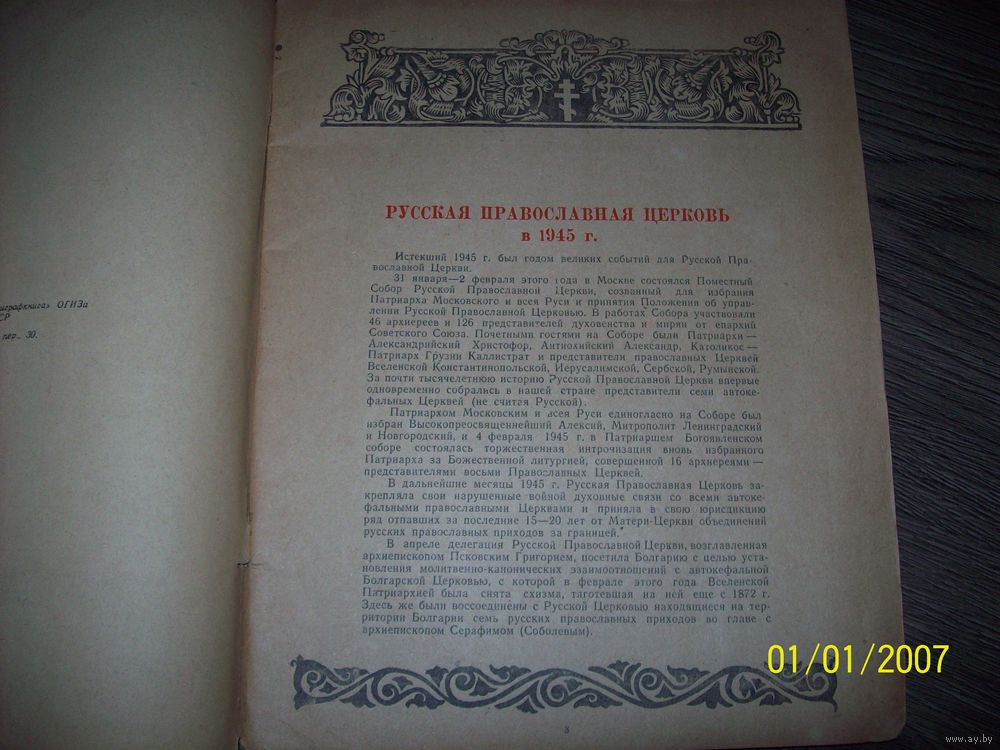 ОГИЗа
СР
пер. 30.
РУССКАЯ ПРАВОСЛАВНАЯ ЦЕРКОВЬ
в 1945 г.
Истекший 1945 г. был годом великих событий для Русской Пра-
вославной Церкви.
31 января—2 февраля этого года в Москве состоялся Поместный
Собор Русской Православной Церкви, созванный для избрания
Патриарха Московского и всея Руси и принятия Положения об управ-
лении Русской Православной Церковью. В работах Собора участвовали
46 архиереев и 126 представителей духовенства и мирян от епархий
Советского Союза. Почетными гостями на Соборе были Патриархи—
Александрийский Христофор, Антиохийский Александр, Католикос—
Патриарх Грузии Каллистрат и представители православных Церквей
Вселенской Константинопольской, Иерусалимской, Сербской, Румынской.
За почти тысячелетнюю историю Русской Православной Церкви впервые
одновременно собрались в нашей стране представители семи автоке-
фальных Церквей (не считая Русской).
Патриархом Московским и всея Руси единогласно на Соборе был
избран Высокопреосвященнейший Алексий, Митрополит Ленинградский
и Новгородский, и 4 февраля 1945 г. в Патриаршем Богоявленском
соборе состоялась торжественная интронизация вновь избранного
Патриарха за Божественной литургией, совершенной 16 архиереями—
представителями восьми Православных Церквей.
В дальнейшие месяцы 1945 г. Русская Православная Церковь за-
крепляла свои нарушенные войной духовные связи со всеми автоке-
фальными православными Церквами и приняла в свою юрисдикцию
ряд отпавших за последние 15—20 лет от Матери-Церкви объединений
русских православных приходов за границей.
В апреле делегация Русской Православной Церкви, возглавленная
архиепископом Псковским Григорием, посетила Болгарию с целью
установления молитвенно-канонических взаимоотношений с автокефальной
Болгарской Церковью, с которой в феврале этого года Вселенской
Патриархией была снята схизма, таготевшая на ней еще с 1872 г.
Здесь же были воссоединены с Русской Церковью находящиеся на тер-
ритории Болгарии семь русских православных приходов во главе с
архиепископом Серафимом (Соболевым).
3
01/01/2007
www.ay.by